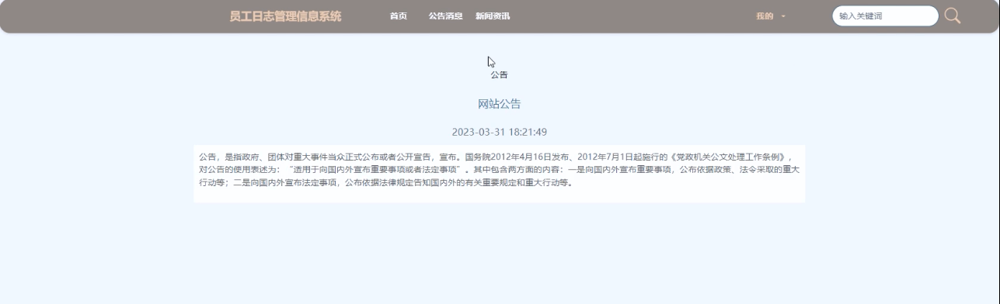 员工日志管理信息系统 首页 公告消息 新闻资讯 我的 输入关键词
公告
网站公告
2023-03-31 18:21:49
公告，是指政府、团体对重大事件当众正式公布或者公开宣告，宣布。国务院2012年4月16日发布、2012年7月1日起施行的《党政机关公文处理工作条例》，
对公告的使用表述为：“适用于向国内外宣布重要事项或者法定事项”。其中包含两方面的内容：一是向国内外宣布重要事项，公布依据政策、法令采取的重大
行动等；二是向国内外宣布法定事项，公布依据法律规定告知国内外的有关重要规定和重大行动等。